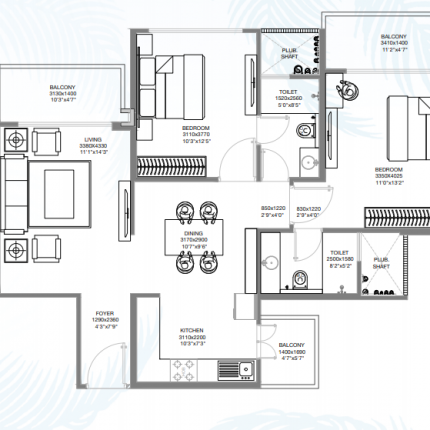 BALCONY
3410x1400
11'2"x4'7"
PLUB.
SHAFT
BALCONY
3130x1400
10'3"x4'7"
TOILET
1520x2560
5'0"x8'5"
BEDROOM
3110x3770
10'3"x12'5"
LIVING
3380X4330
11'1"x14'3"
BEDROOM
3350X4025
11'0"x13'2"
850x1220
2'9"x4'0"
830x1220
2'9"x4'0"
DINING
3170x2900
10'7"x9'6"
TOILET
2500x1580
8'2"x5'2"
PLUB.
SHAFT
FOYER
1290x2360
4'3"x7'9"
KITCHEN
3110x2200
10'3"x7'3"
BALCONY
1400x1690
4'7"x5'7"